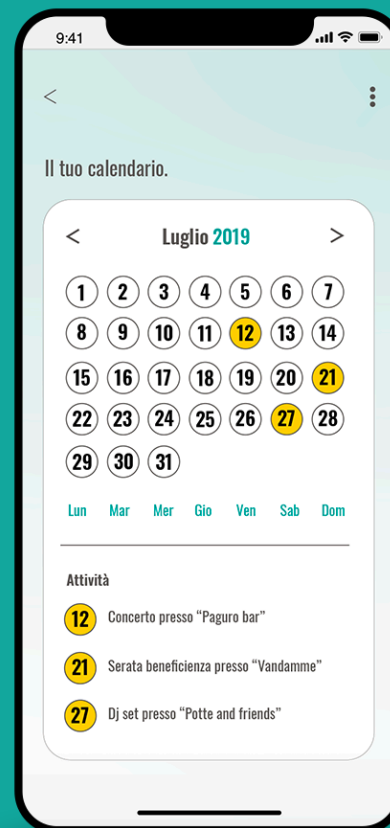 9:41
Il tuo calendario.
< Luglio 2019 >
1 2 3 4 5 6 7
8 9 10 11 12 13 14
15 16 17 18 19 20 21
22 23 24 25 26 27 28
29 30 31
Lun Mar Mer Gio Ven Sab Dom
Attività
12 Concerto presso “Paguro bar”
21 Serata beneficienza presso “Vandamme”
27 Dj set presso “Potte and friends”